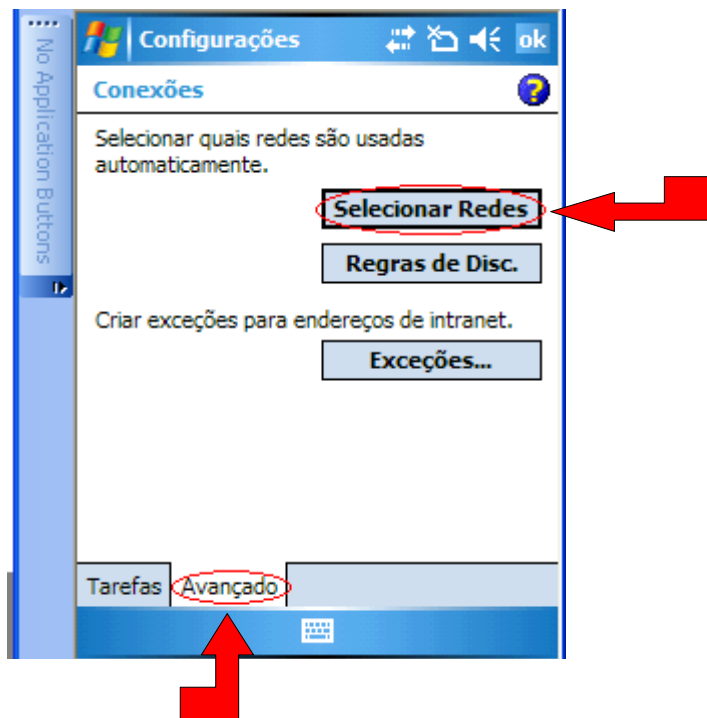 No Application Buttons
Configurações
ok
Conexões
Selecionar quais redes são usadas
automaticamente.
Selecionar Redes
Regras de Disc.
Criar exceções para endereços de intranet.
Exceções...
Tarefas Avançado